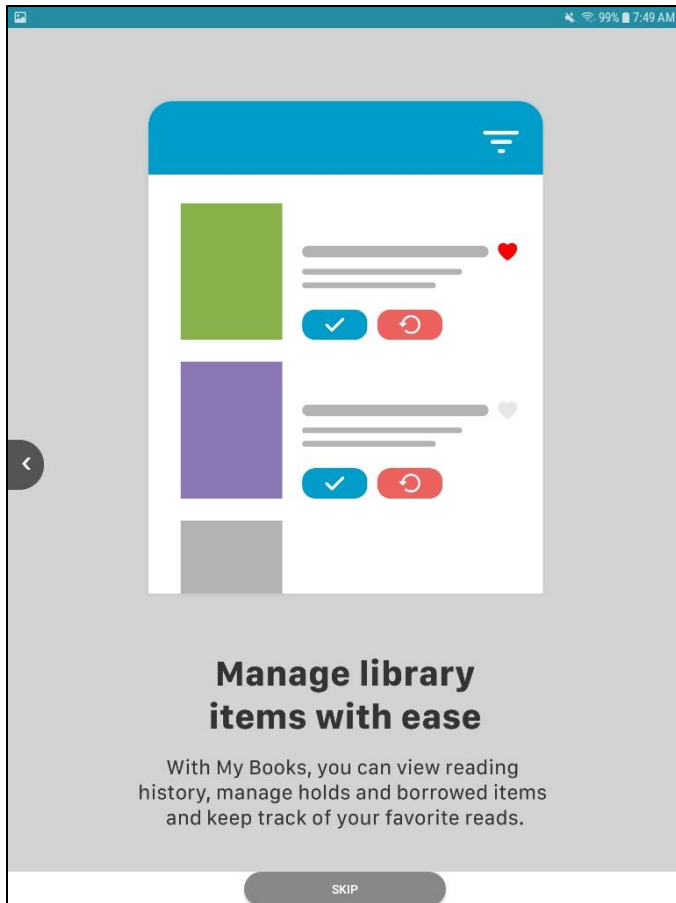 99% 7:49 AM
Manage library
items with ease
With My Books, you can view reading
history, manage holds and borrowed items
and keep track of your favorite reads.
SKIP